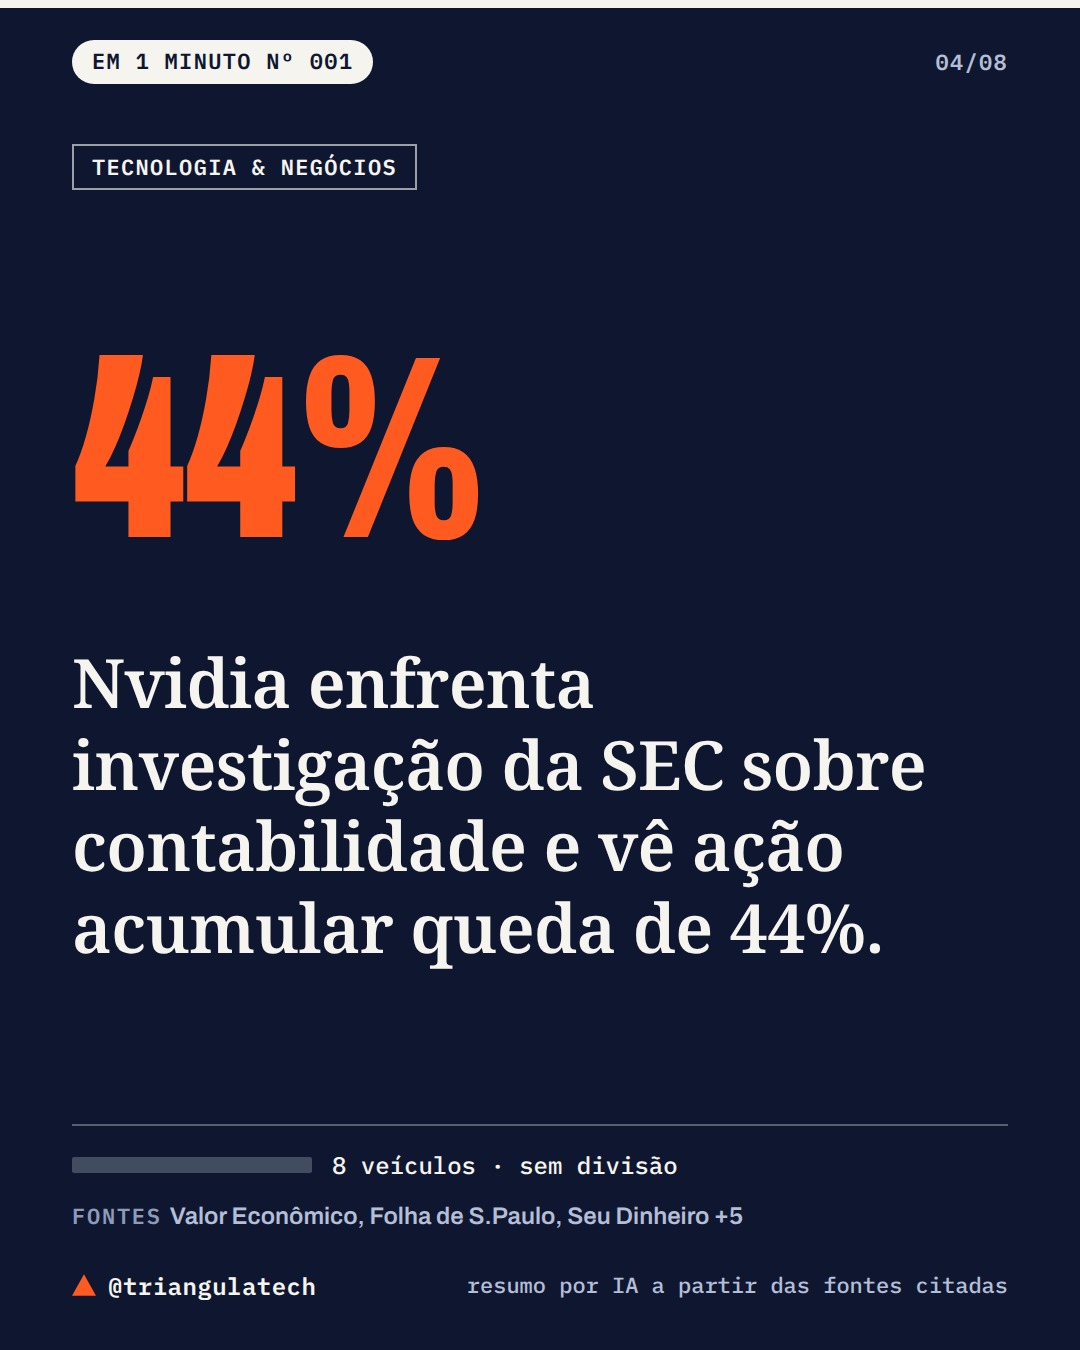 EM 1 MINUTO Nº 001
04/08
TECNOLOGIA & NEGÓCIOS
44%
Nvidia enfrenta
investigação da SEC sobre
contabilidade e vê ação
acumular queda de 44%.
8 veículos · sem divisão
FONTES Valor Econômico, Folha de S.Paulo, Seu Dinheiro +5
@triangulatech
resumo por IA a partir das fontes citadas